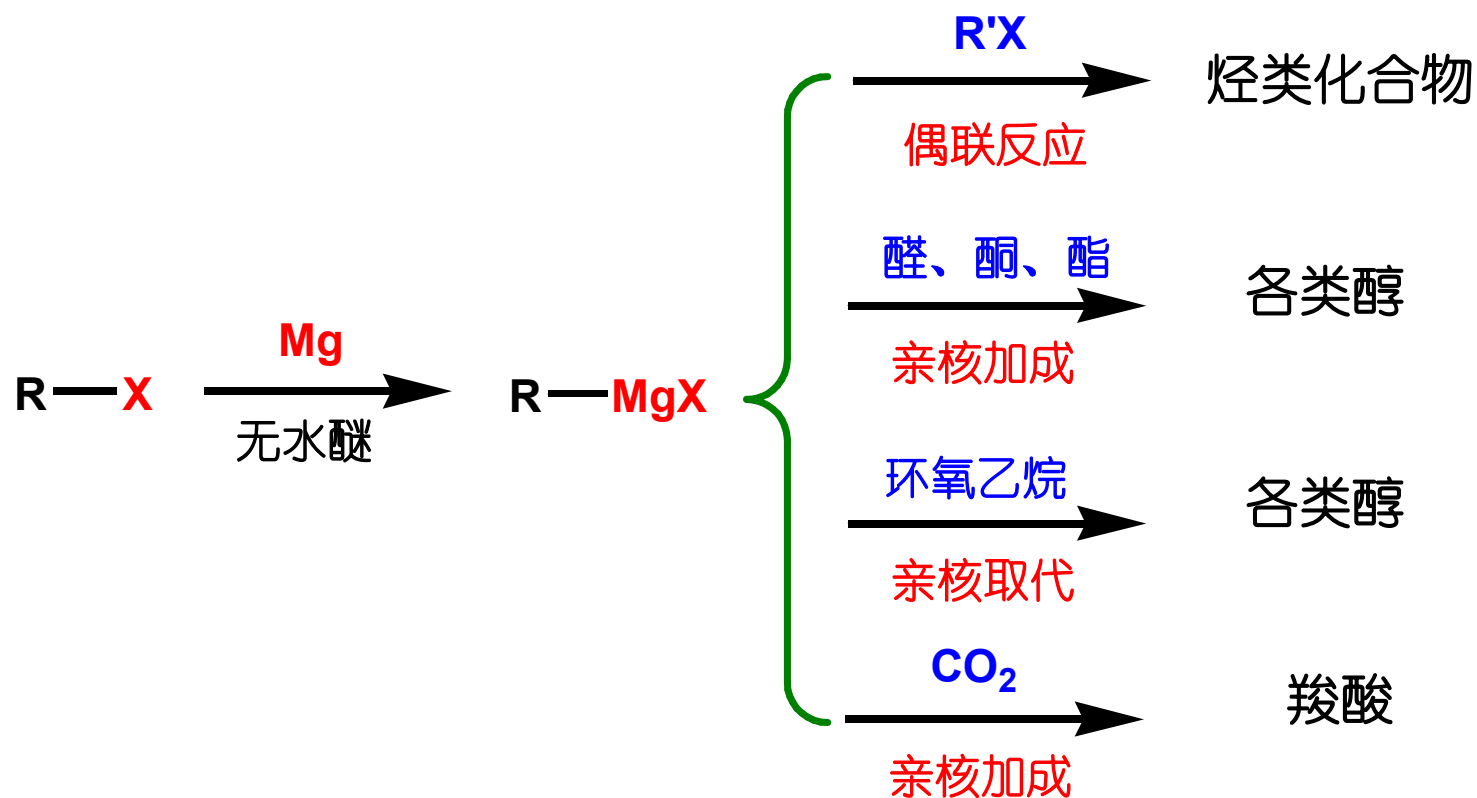 R'X
烃类化合物
偶联反应
醛、酮、酯
各类醇
亲核加成
Mg
R—X
R—MgX
无水醚
环氧乙烷
各类醇
亲核取代
CO₂
羧酸
亲核加成